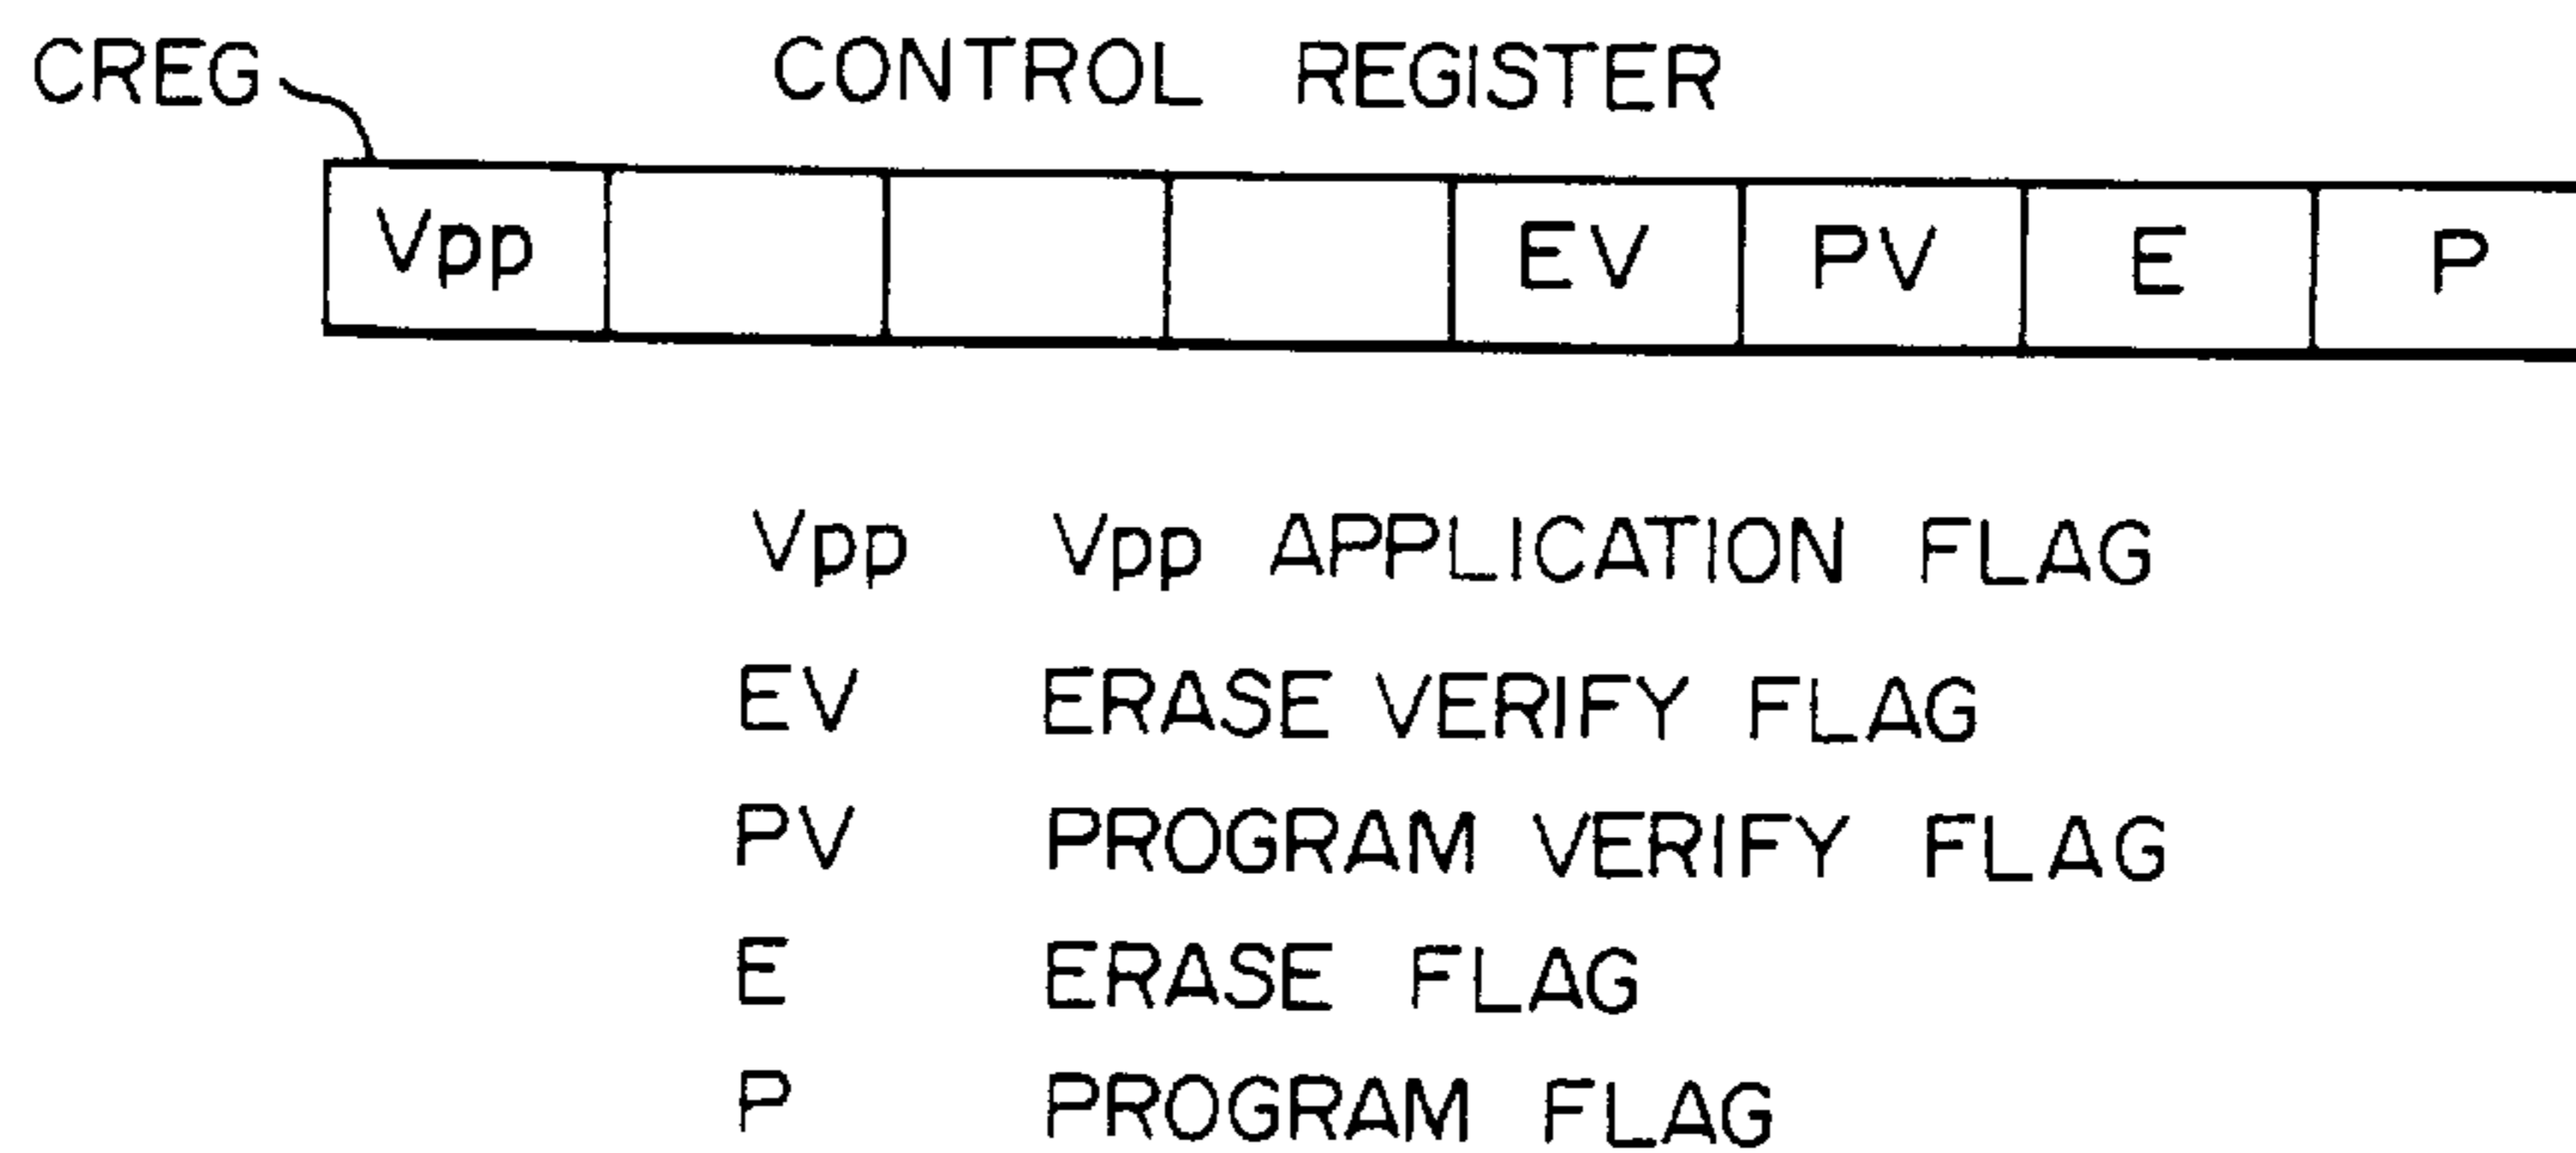 CREG CONTROL REGISTER
Vpp EV PV E P
Vpp Vpp APPLICATION FLAG
EV ERASE VERIFY FLAG
PV PROGRAM VERIFY FLAG
E ERASE FLAG
P PROGRAM FLAG